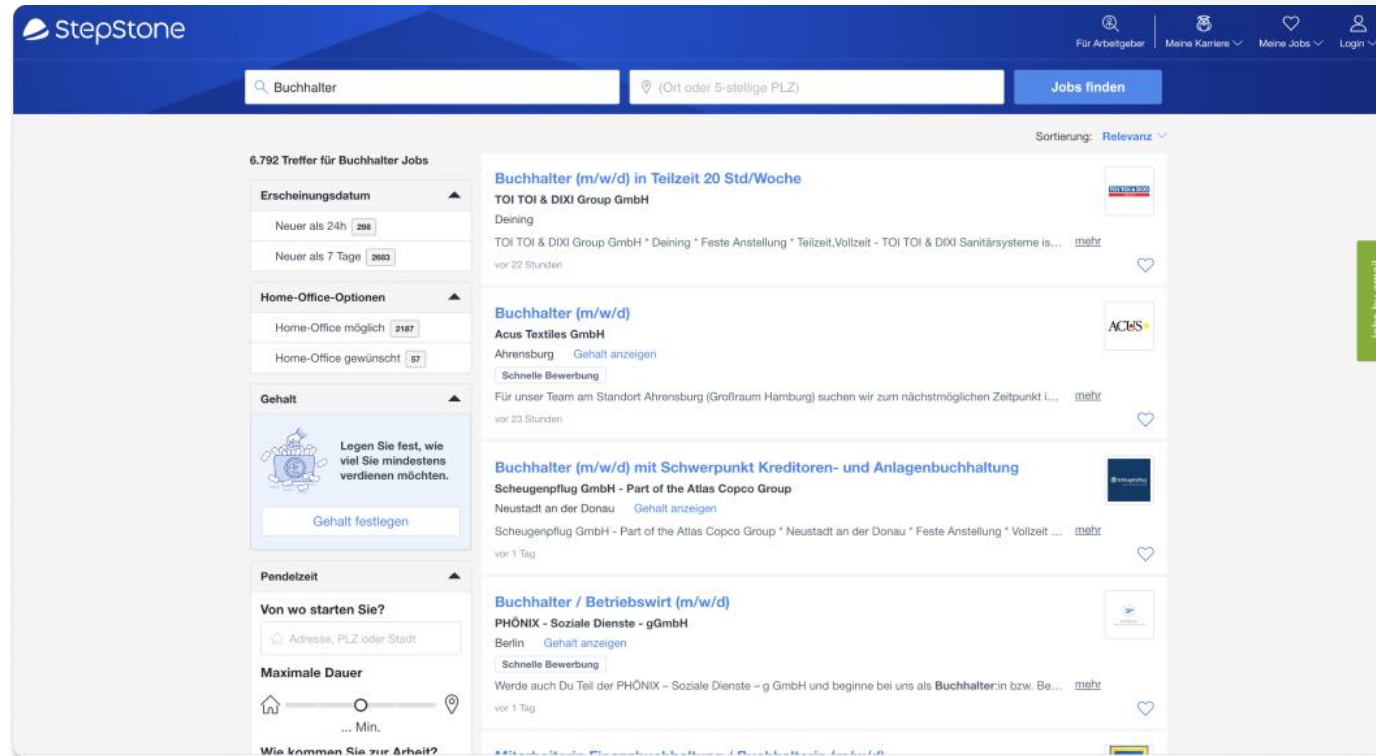 StepStone
Für Arbeitgeber
Meine Karriere
Meine Jobs
Login
Buchhalter
(Ort oder 5-stellige PLZ)
Jobs finden
Sortierung: Relevanz
6.792 Treffer für Buchhalter Jobs
Erscheinungsdatum
Neuer als 24h 298
Neuer als 7 Tage 2683
Home-Office-Optionen
Home-Office möglich 2187
Home-Office gewünscht 57
Gehalt
Legen Sie fest, wie
viel Sie mindestens
verdienen möchten.
Gehalt festlegen
Pendelzeit
Von wo starten Sie?
Adresse, PLZ oder Stadt
Maximale Dauer
... Min.
Wie kommen Sie zur Arbeit?
Buchhalter (m/w/d) in Teilzeit 20 Std/Woche
TOI TOI & DIXI Group GmbH
Deining
TOI TOI & DIXI Group GmbH * Deining * Feste Anstellung * Teilzeit,Vollzeit - TOI TOI & DIXI Sanitärsysteme is... mehr
vor 22 Stunden
TOI TOI & DIXI
Buchhalter (m/w/d)
Acus Textiles GmbH
Ahrensburg Gehalt anzeigen
Schnelle Bewerbung
Für unser Team am Standort Ahrensburg (Großraum Hamburg) suchen wir zum nächstmöglichen Zeitpunkt i... mehr
vor 23 Stunden
ACUS
Buchhalter (m/w/d) mit Schwerpunkt Kreditoren- und Anlagenbuchhaltung
Scheugenpflug GmbH - Part of the Atlas Copco Group
Neustadt an der Donau Gehalt anzeigen
Scheugenpflug GmbH - Part of the Atlas Copco Group * Neustadt an der Donau * Feste Anstellung * Vollzeit ... mehr
vor 1 Tag
Scheugenpflug
Buchhalter / Betriebswirt (m/w/d)
PHÖNIX - Soziale Dienste - gGmbH
Berlin Gehalt anzeigen
Schnelle Bewerbung
Werde auch Du Teil der PHÖNIX – Soziale Dienste – g GmbH und beginne bei uns als Buchhalter:in bzw. Be... mehr
vor 1 Tag
Mitarbeiterin Finanzbuchhaltung / Buchhalterin (m/w/d)
Jobs by email